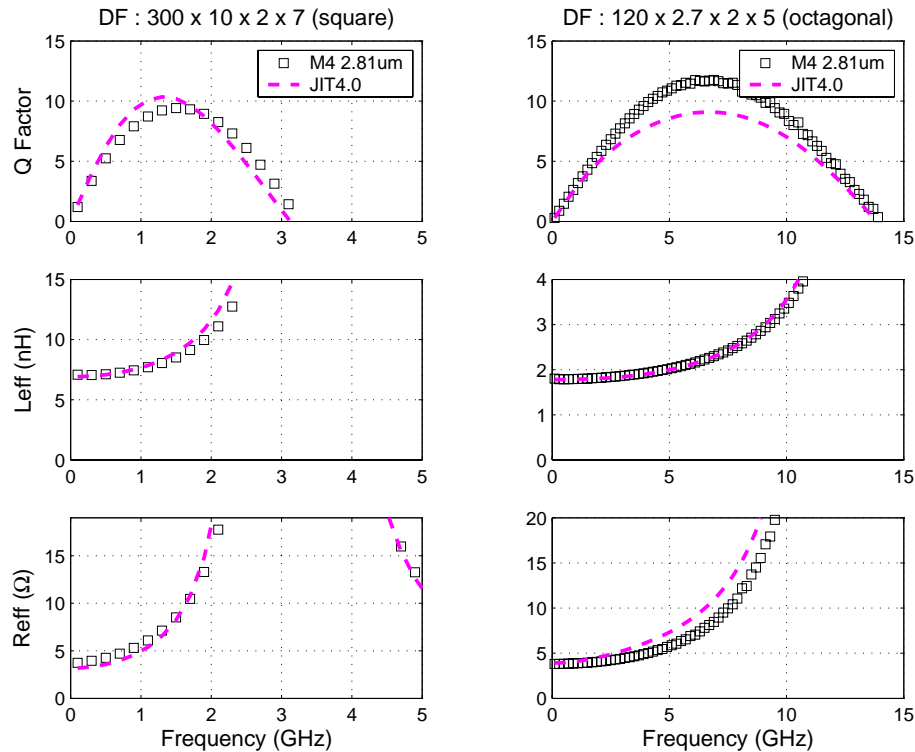 DF : 300 x 10 x 2 x 7 (square)
15
10
5
0
Q Factor
M4 2.81um
JIT4.0
0 1 2 3 4 5
DF : 120 x 2.7 x 2 x 5 (octagonal)
15
10
5
0
M4 2.81um
JIT4.0
0 5 10 15
15
10
5
0
Leff (nH)
0 1 2 3 4 5
4
3
2
1
0 5 10 15
15
10
5
0
Reff (Ω)
0 1 2 3 4 5
Frequency (GHz)
20
15
10
5
0
0 5 10 15
Frequency (GHz)